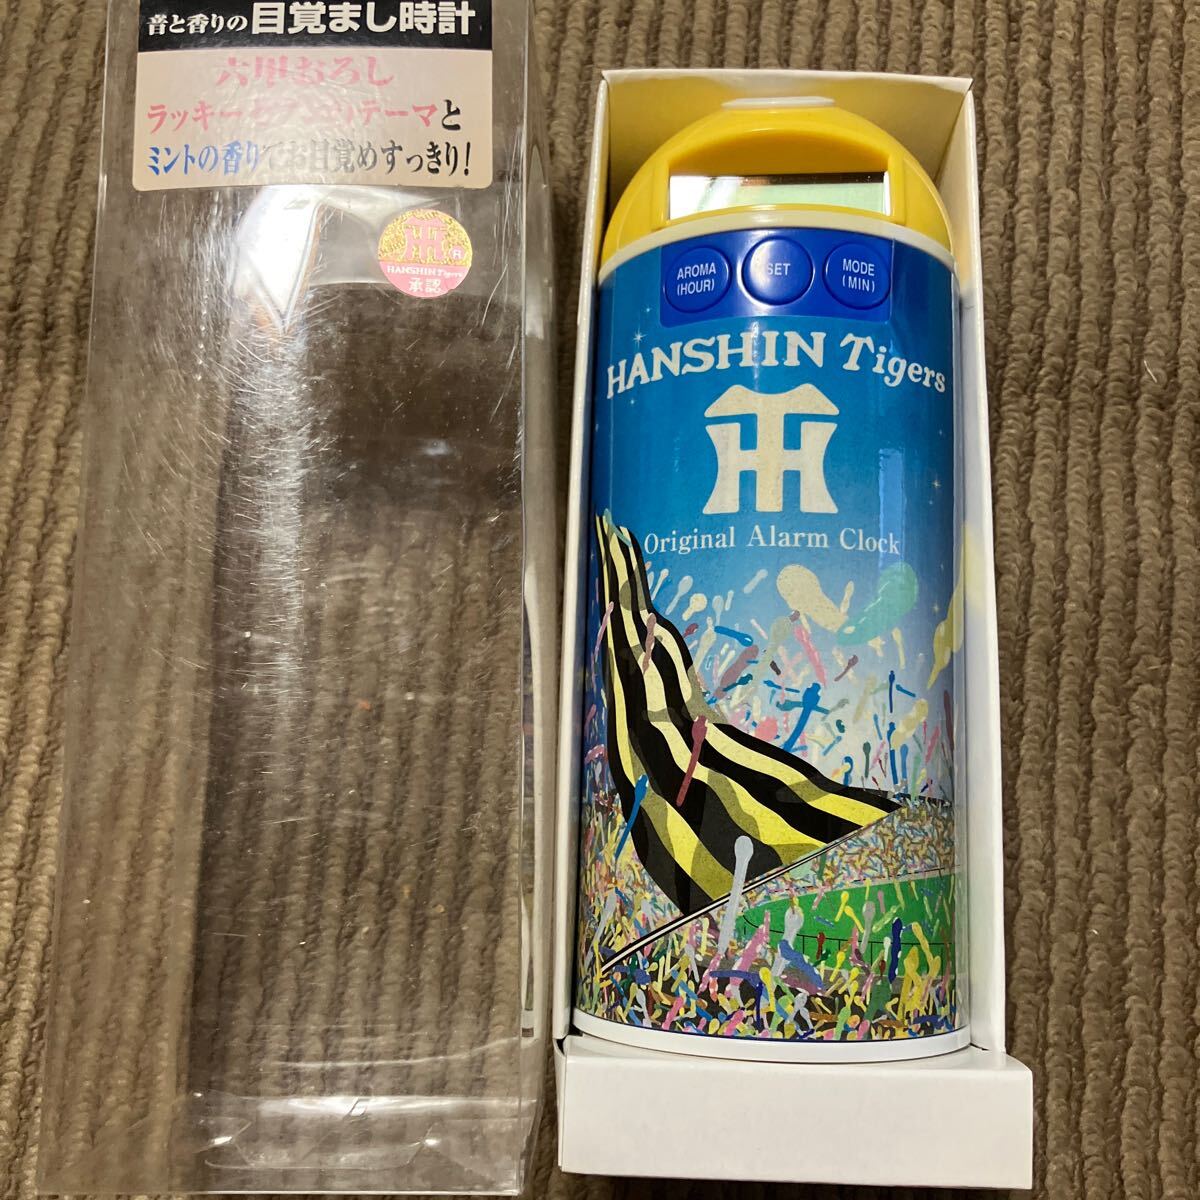 音と香りの目覚まし時計
六甲おろし
ラッキーセブンのテーマと
ミントの香りでお目覚めすっきり!
HANSHIN Tigers
承認
AROMA
(HOUR)
SET
MODE
(MIN)
HANSHIN Tigers
Original Alarm Clock